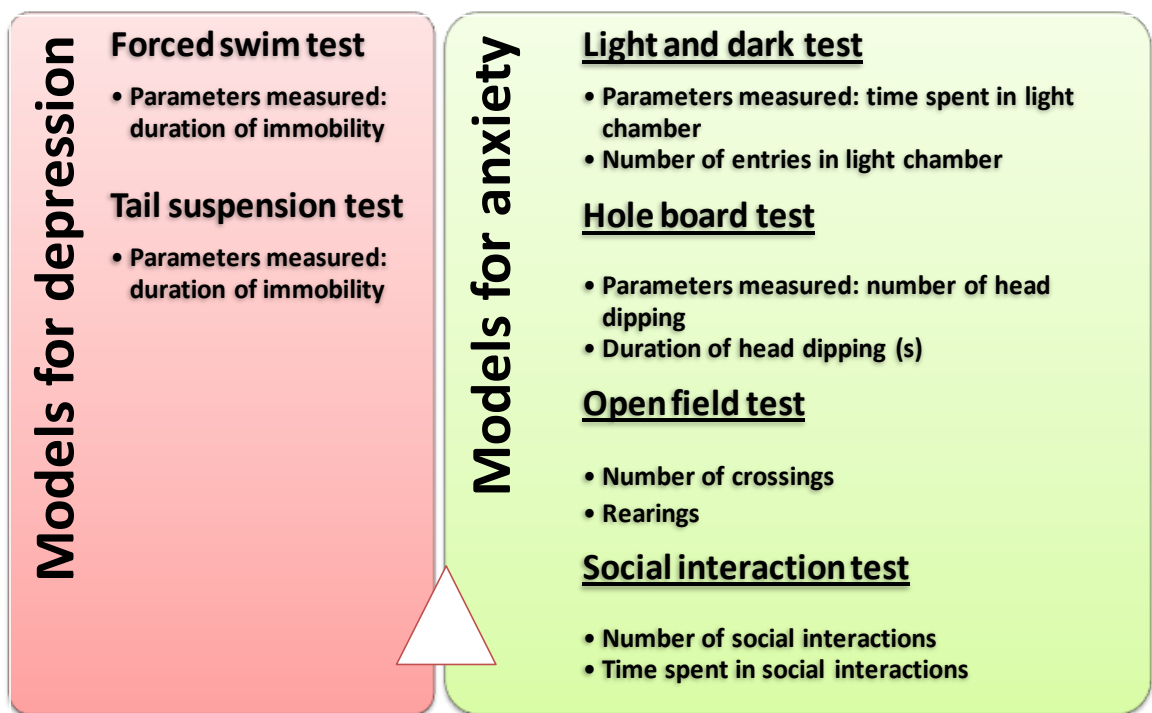 Models for depression
Forced swim test
• Parameters measured:
duration of immobility
Tail suspension test
• Parameters measured:
duration of immobility
Models for anxiety
Light and dark test
• Parameters measured: time spent in light
chamber
• Number of entries in light chamber
Hole board test
• Parameters measured: number of head
dipping
• Duration of head dipping (s)
Open field test
• Number of crossings
• Rearings
Social interaction test
• Number of social interactions
• Time spent in social interactions